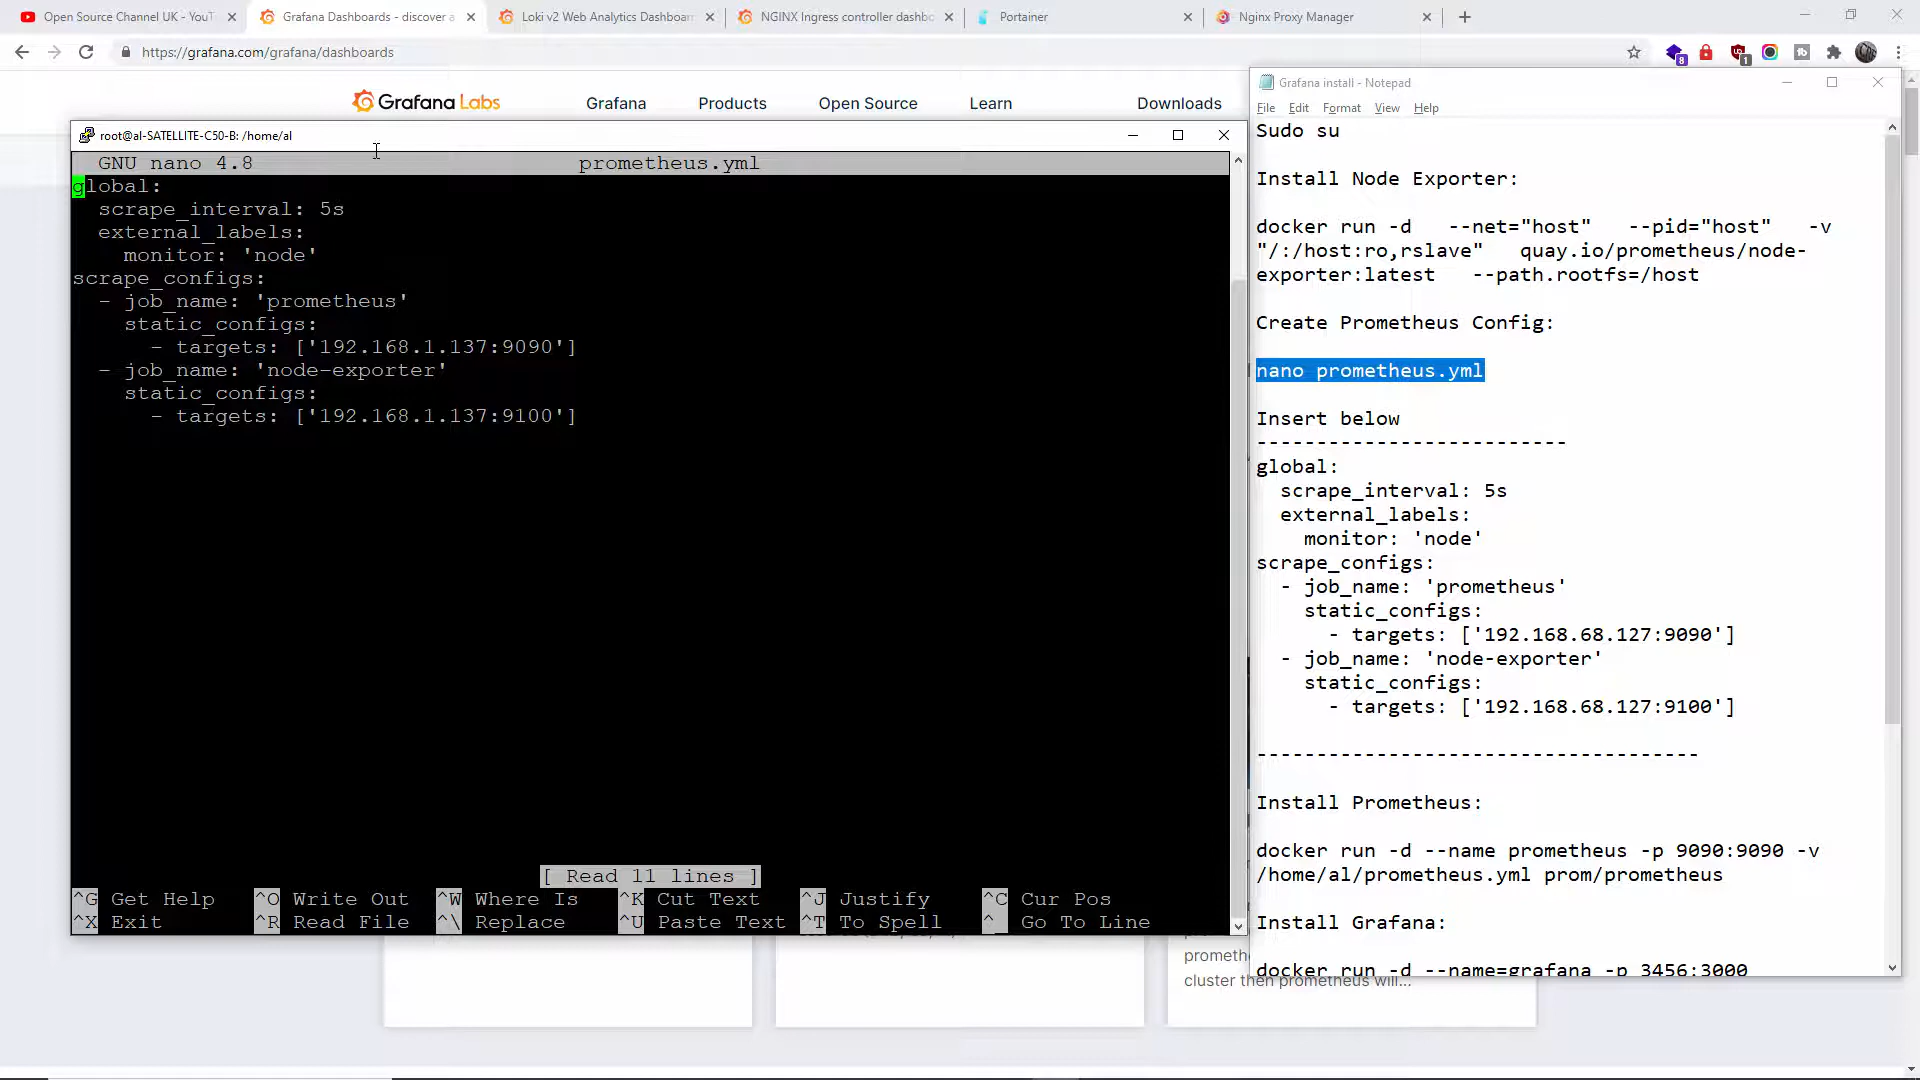 Open Source Channel UK - YouT
Grafana Dashboards - discover a
Loki v2 Web Analytics Dashboar
NGINX Ingress controller dashbo
Portainer
Nginx Proxy Manager
https://grafana.com/grafana/dashboards
8
1
Grafana Labs
Grafana
Products
Open Source
Learn
Downloads
root@al-SATELLITE-C50-B: /home/al
GNU nano 4.8 prometheus.yml
global:
  scrape_interval: 5s
  external_labels:
    monitor: 'node'
scrape_configs:
  - job_name: 'prometheus'
    static_configs:
      - targets: ['192.168.1.137:9090']
  - job_name: 'node-exporter'
    static_configs:
      - targets: ['192.168.1.137:9100']
[ Read 11 lines ]
^G Get Help ^O Write Out ^W Where Is ^K Cut Text ^J Justify ^C Cur Pos
^X Exit ^R Read File ^\ Replace ^U Paste Text ^T To Spell ^_ Go To Line
Grafana install - Notepad
File Edit Format View Help
Sudo su
Install Node Exporter:
docker run -d --net="host" --pid="host" -v
"/:/host:ro,rslave" quay.io/prometheus/node-
exporter:latest --path.rootfs=/host
Create Prometheus Config:
nano prometheus.yml
Insert below
--------------------------
global:
  scrape_interval: 5s
  external_labels:
    monitor: 'node'
scrape_configs:
  - job_name: 'prometheus'
    static_configs:
      - targets: ['192.168.68.127:9090']
  - job_name: 'node-exporter'
    static_configs:
      - targets: ['192.168.68.127:9100']
-------------------------------------
Install Prometheus:
docker run -d --name prometheus -p 9090:9090 -v
/home/al/prometheus.yml prom/prometheus
Install Grafana:
docker run -d --name=grafana -p 3456:3000
cluster then prometheus will...